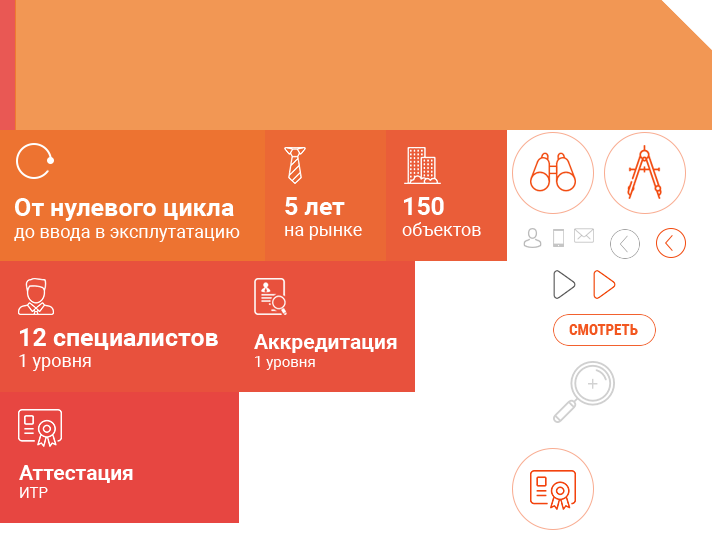 От нулевого цикла
до ввода в эксплутатацию
5 лет
на рынке
150
объектов
12 специалистов
1 уровня
Аккредитация
1 уровня
СМОТРЕТЬ
Аттестация
ИТР